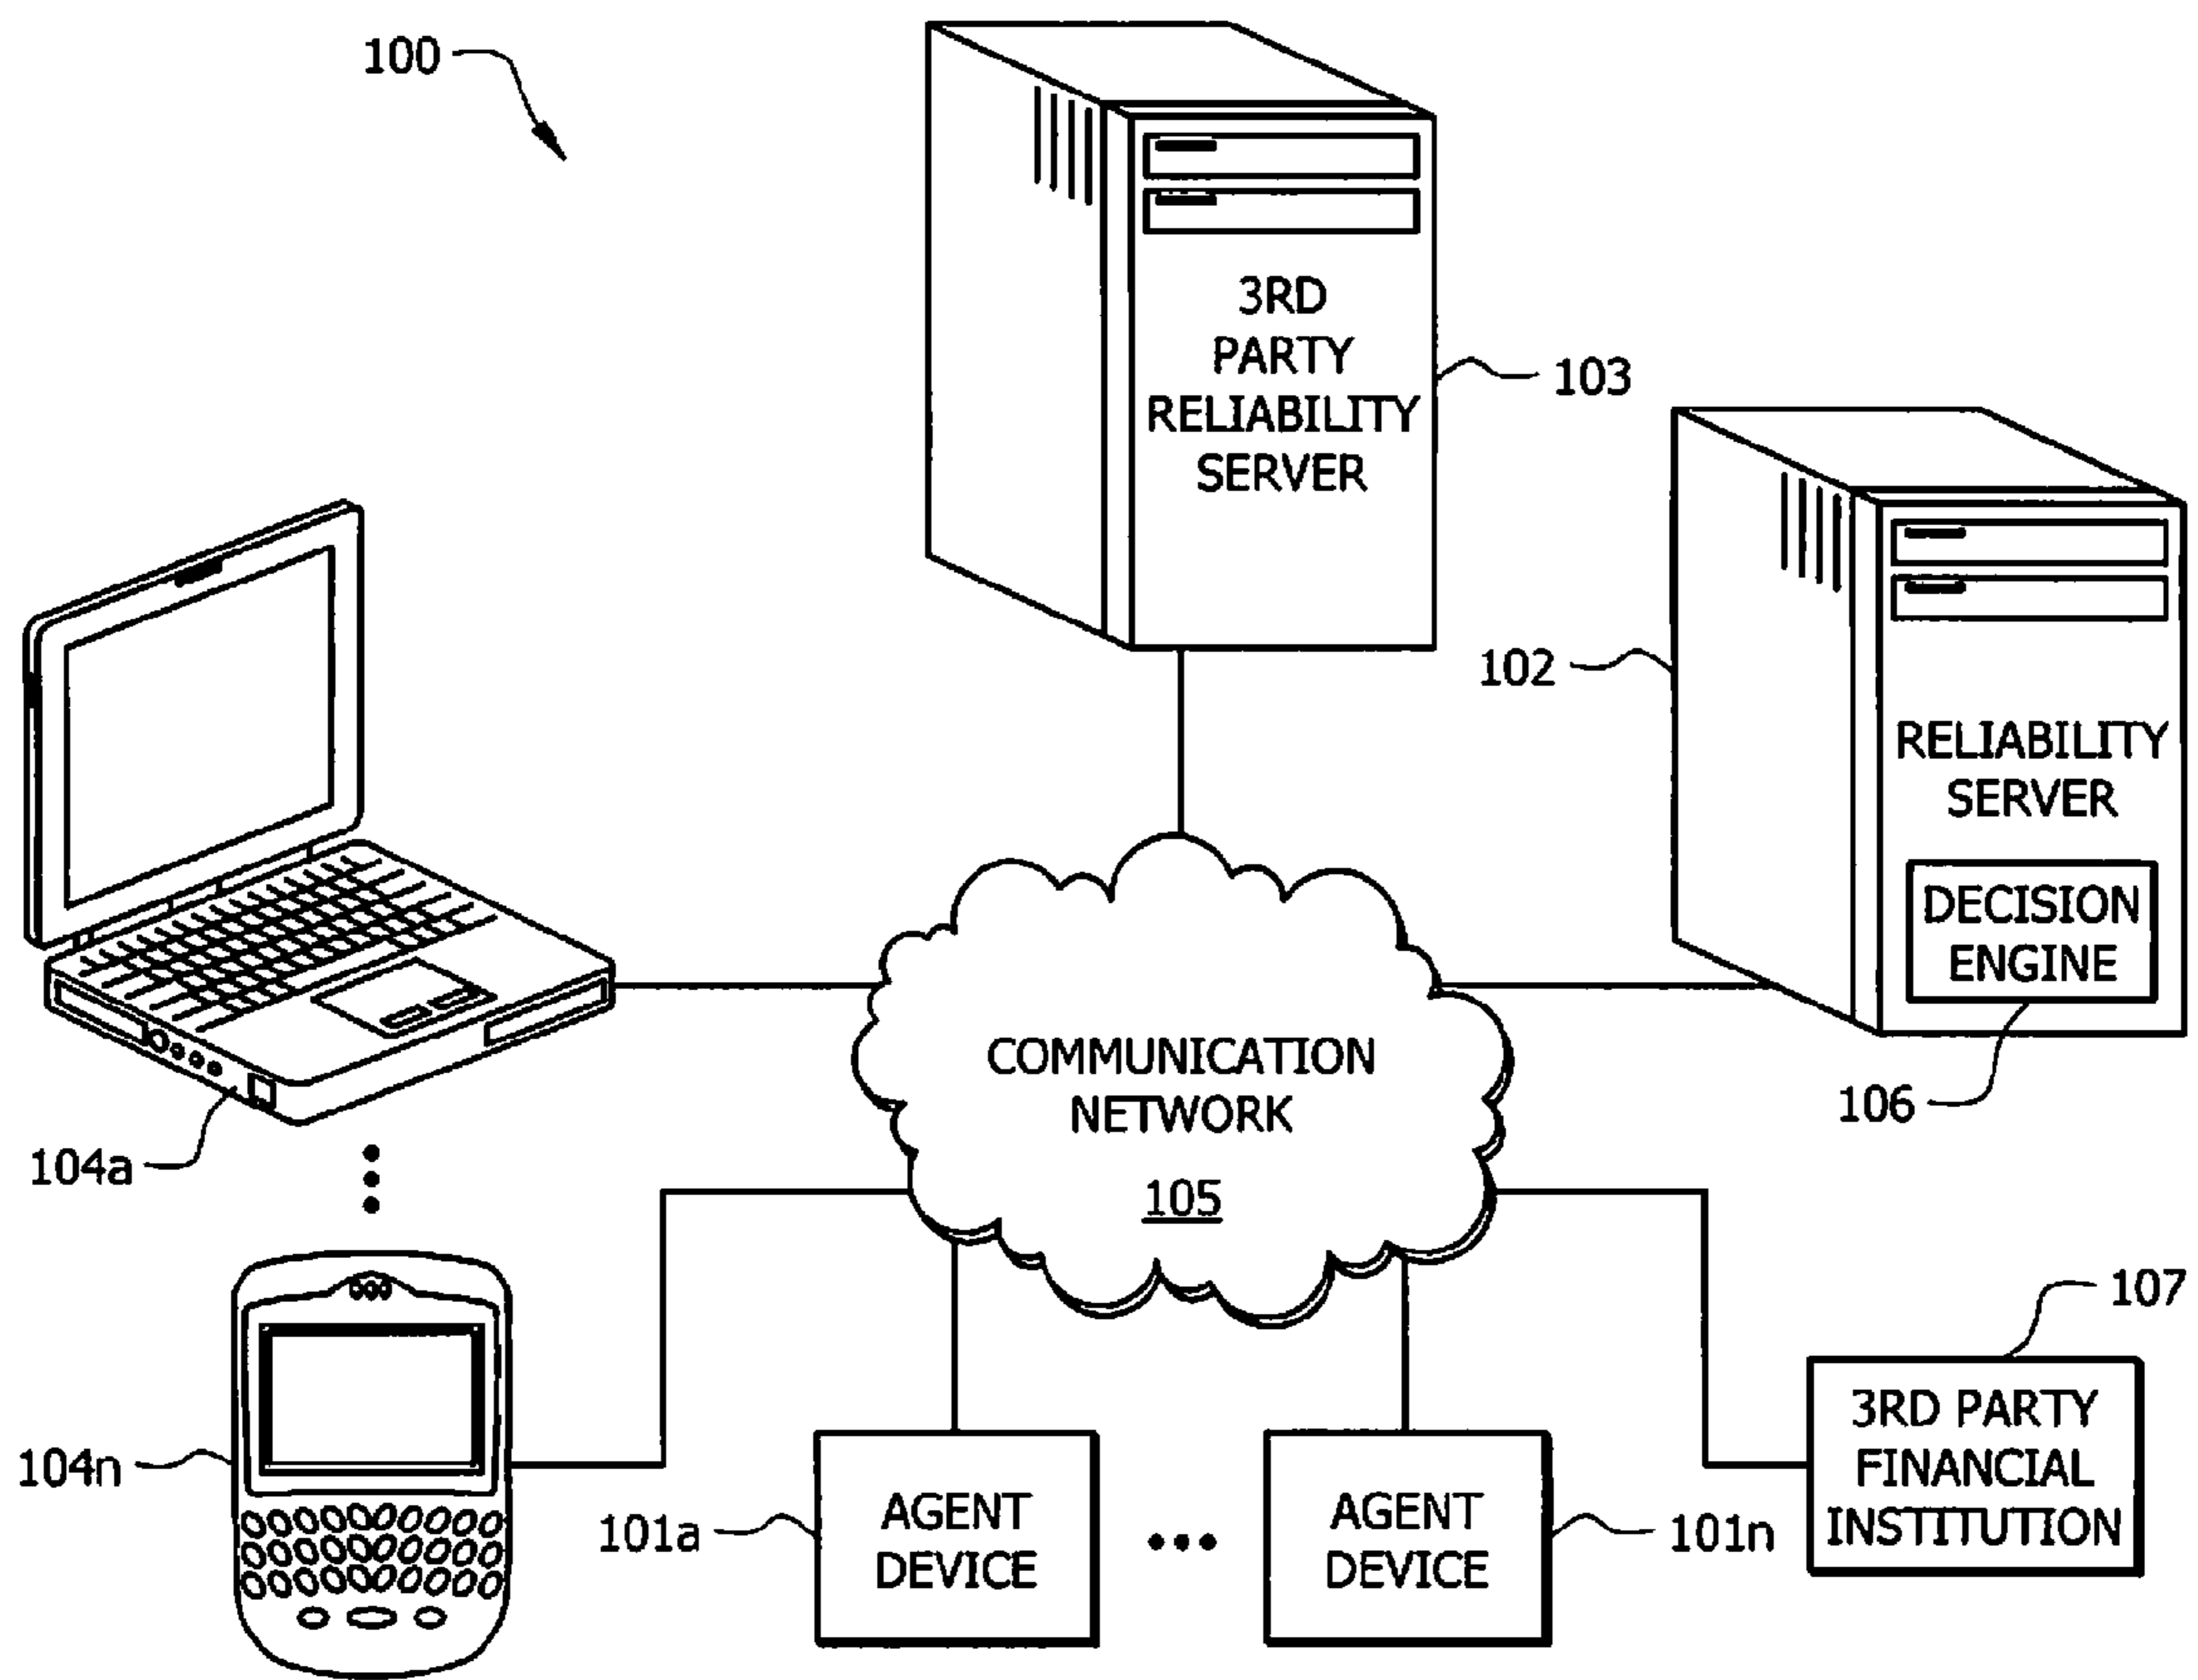 100
3RD
PARTY
RELIABILITY
SERVER
103
102
RELIABILITY
SERVER
DECISION
ENGINE
106
104a
COMMUNICATION
NETWORK
105
104n
101a
AGENT
DEVICE
AGENT
DEVICE
101n
107
3RD PARTY
FINANCIAL
INSTITUTION